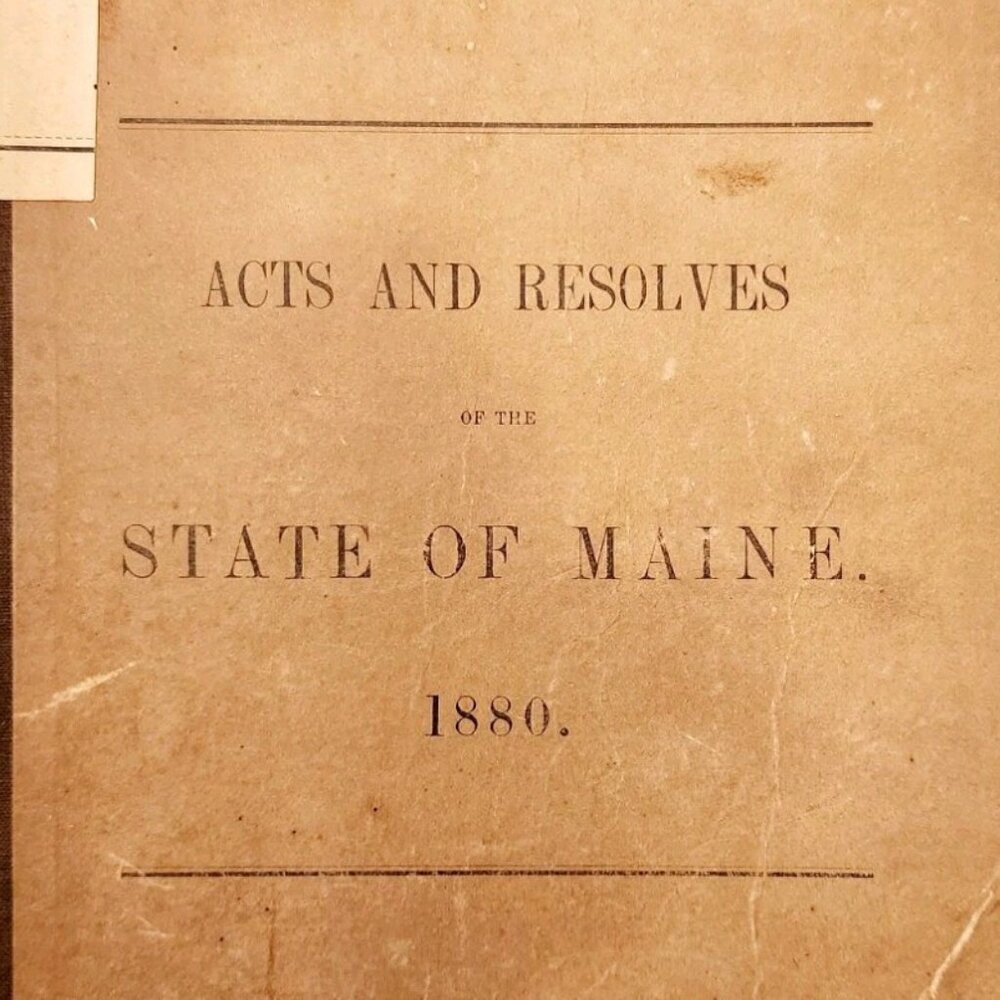 ACTS AND RESOLVES
OF THE
STATE OF MAINE.
1880.